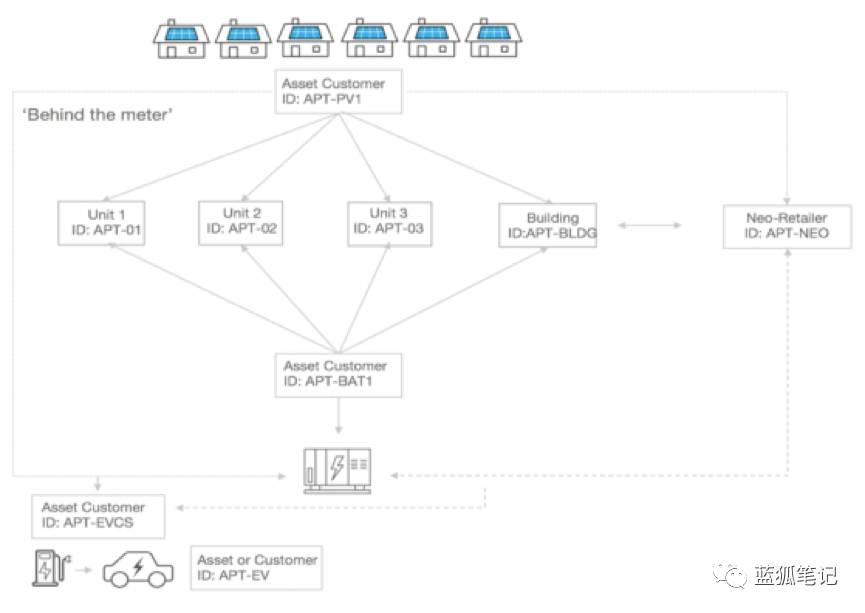 Asset Customer
ID: APT-PV1
‘Behind the meter’
Unit 1
ID: APT-01
Unit 2
ID: APT-02
Unit 3
ID: APT-03
Building
ID:APT-BLDG
Neo-Retailer
ID: APT-NEO
Asset Customer
ID: APT-BAT1
Asset Customer
ID: APT-EVCS
Asset or Customer
ID: APT-EV
蓝狐笔记